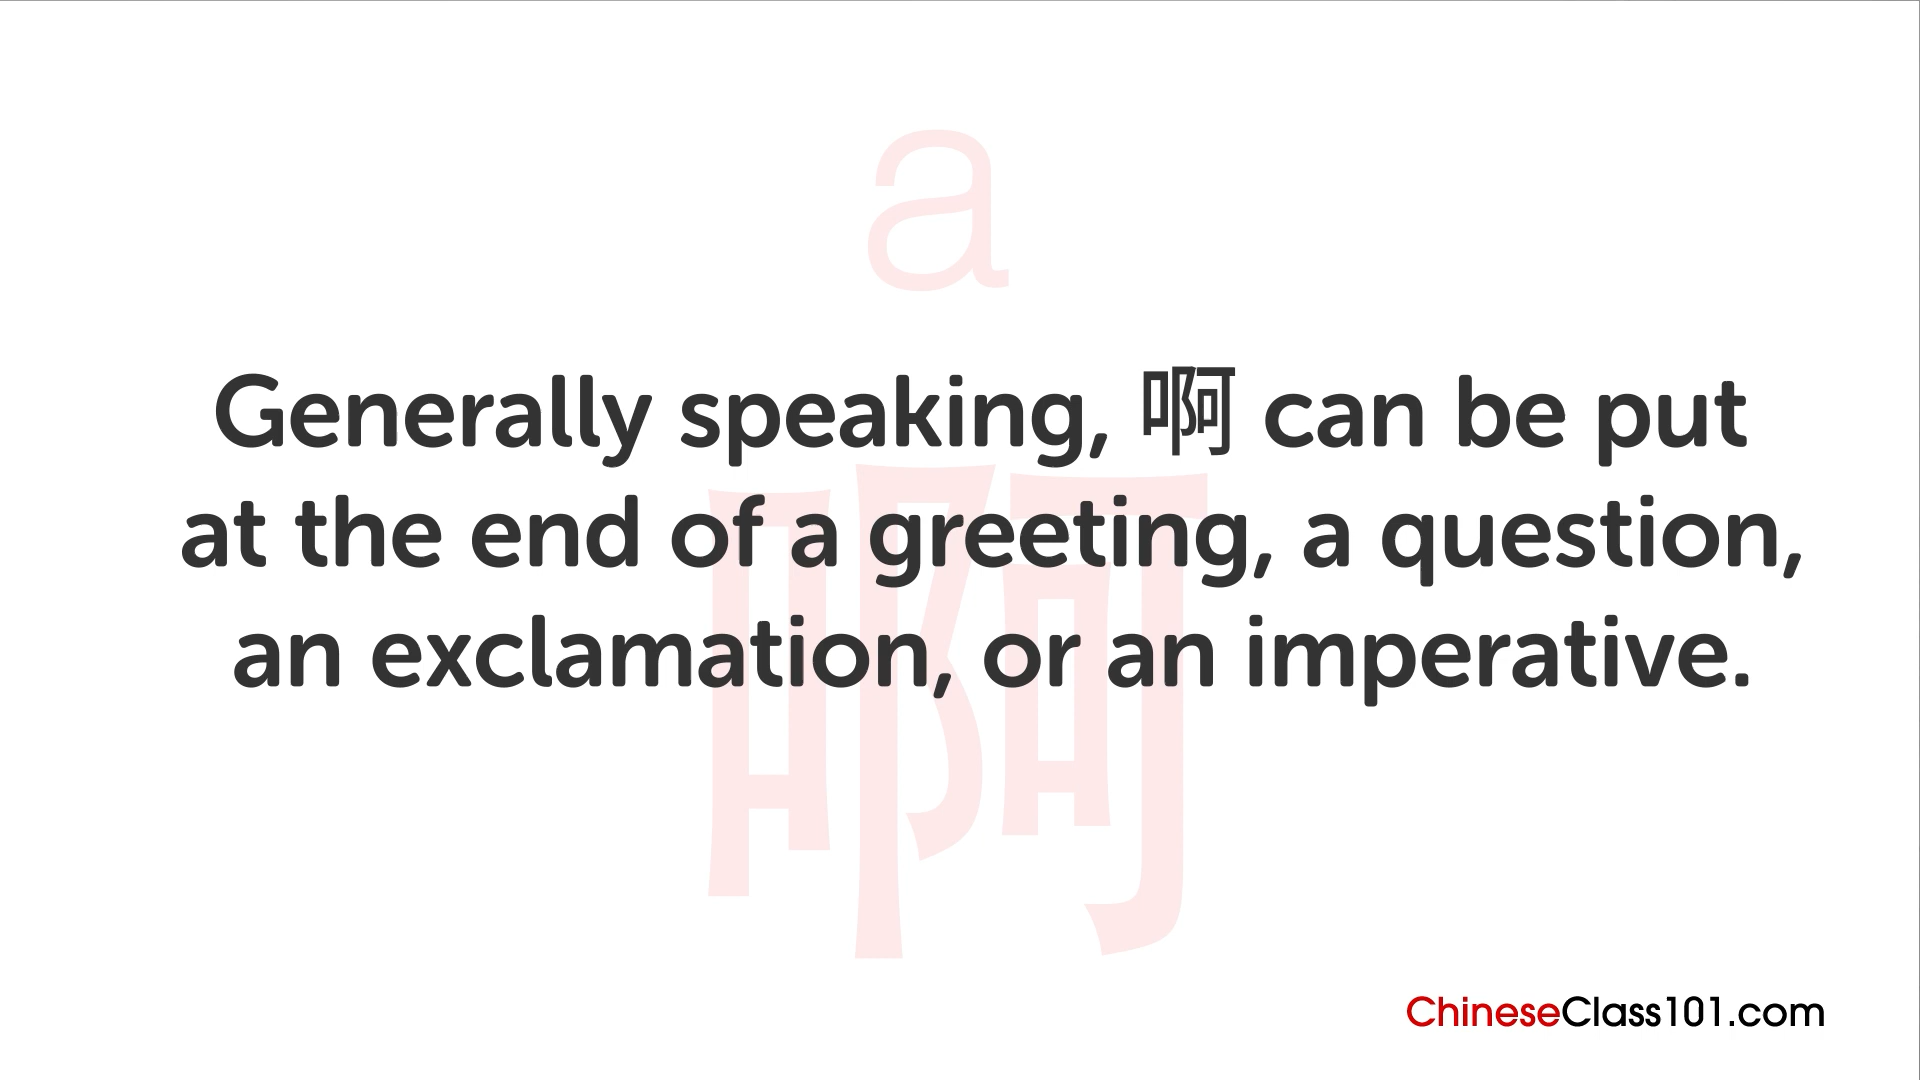 a
Generally speaking, 啊 can be put
at the end of a greeting, a question,
an exclamation, or an imperative.
啊
ChineseClass101.com